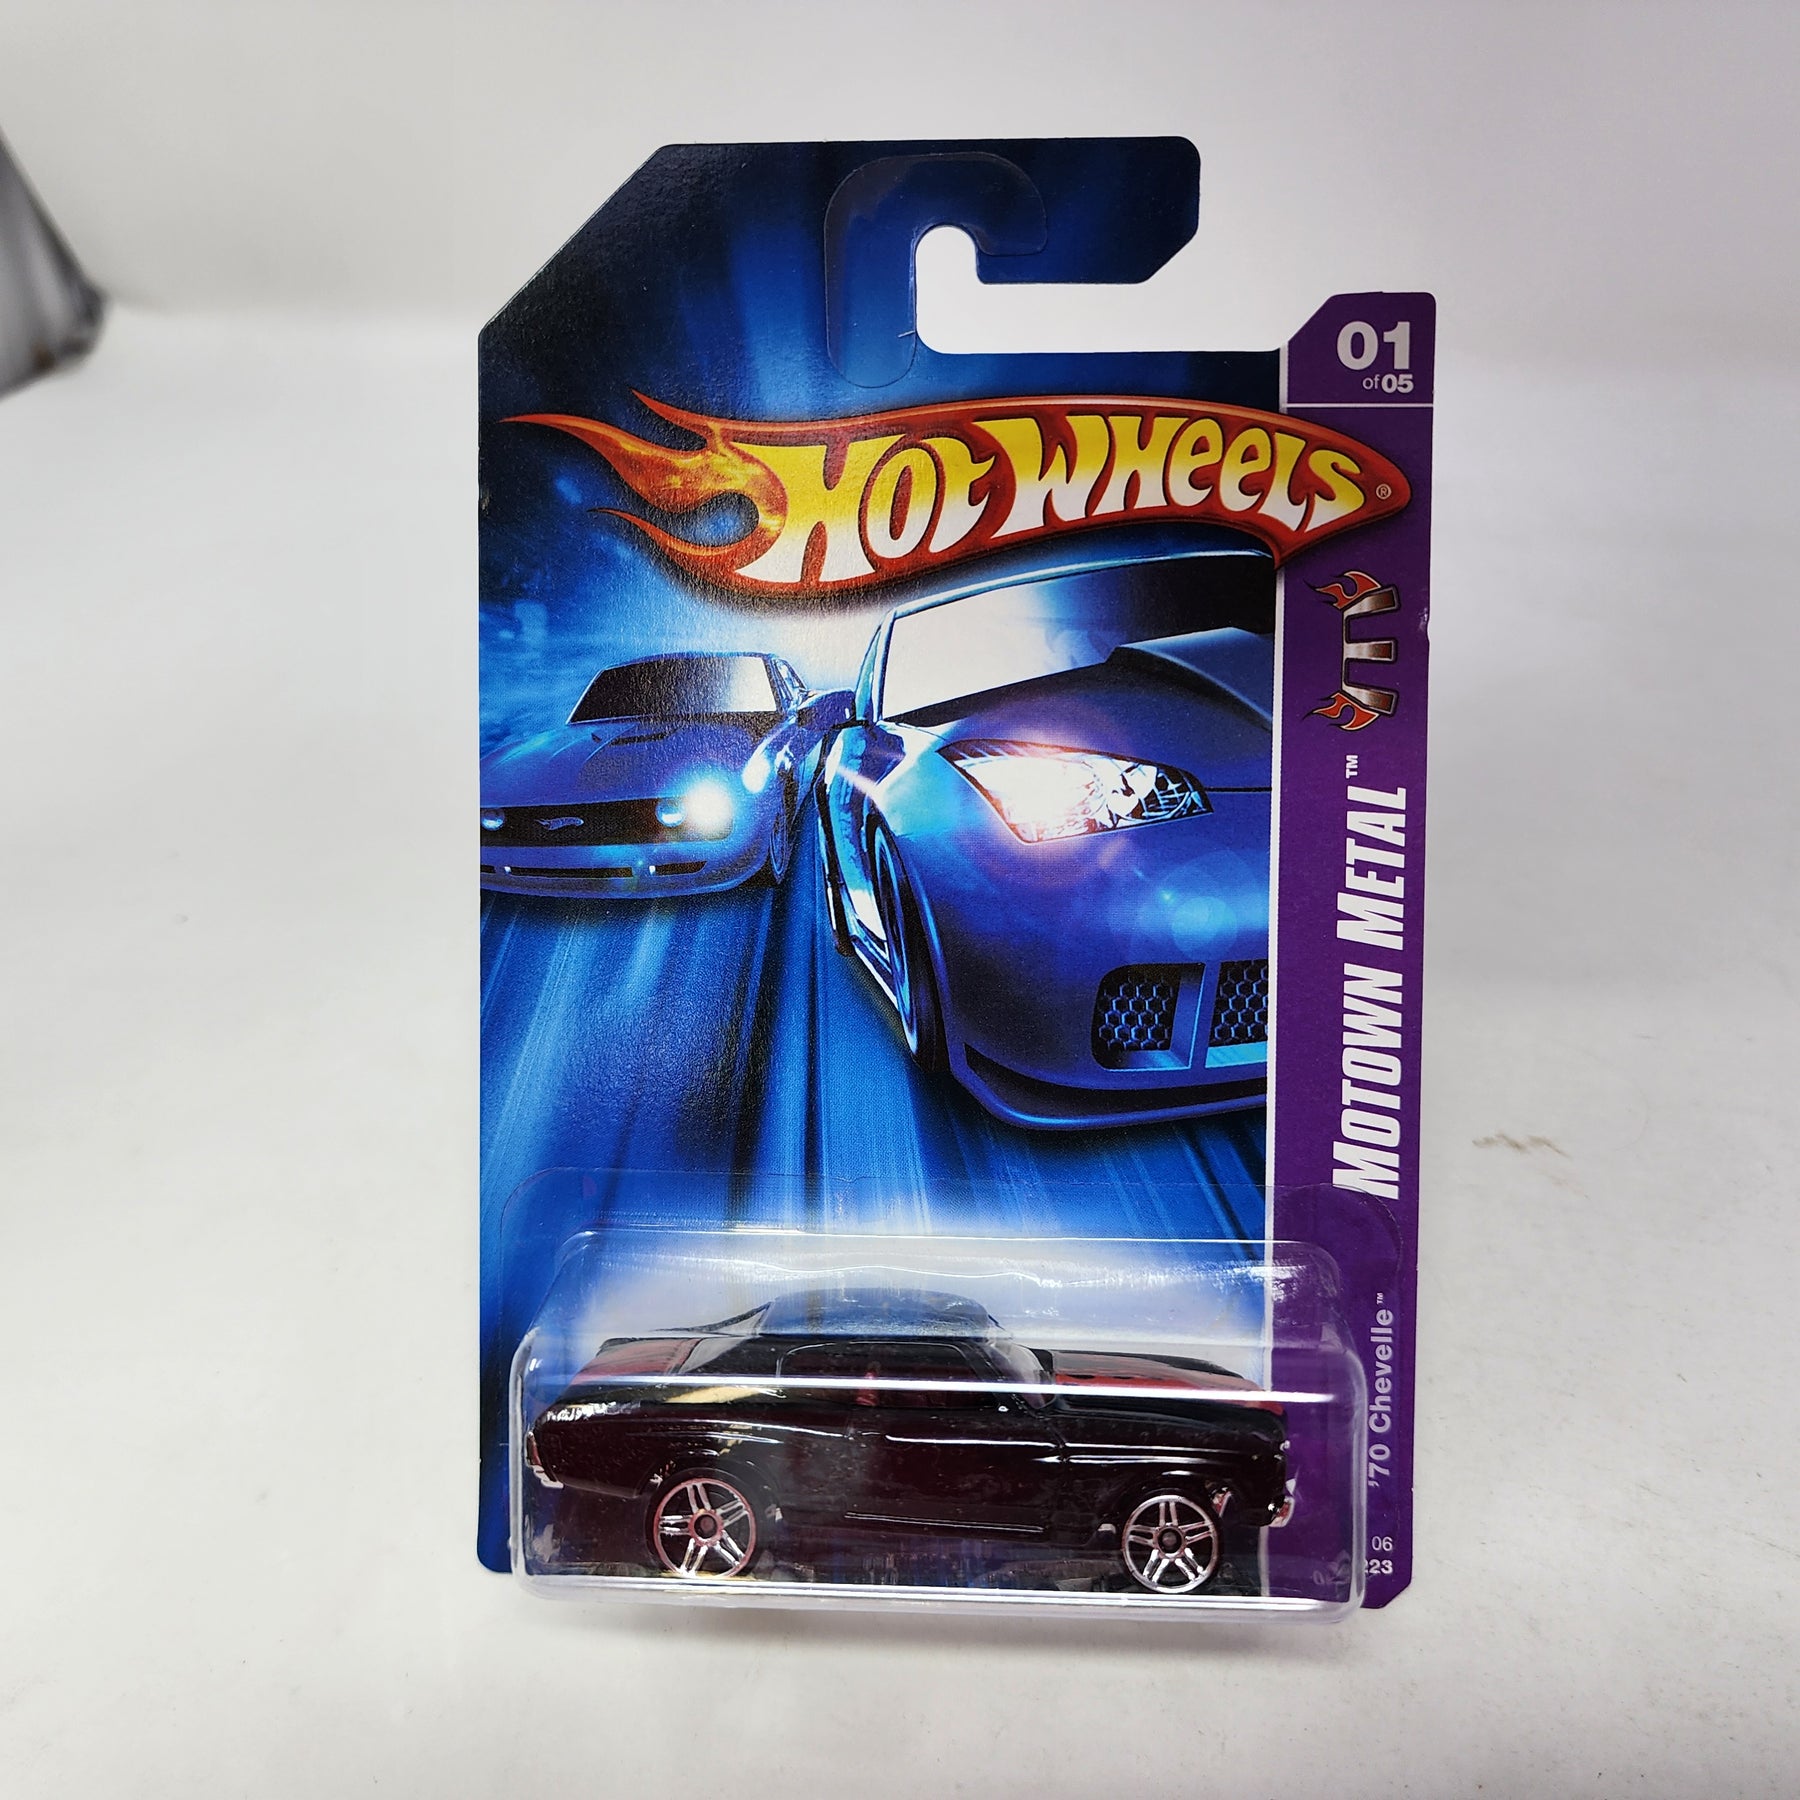 01
of 05
HOT WHEELS®
MOTOWN METAL™
'70 Chevelle™
06
223